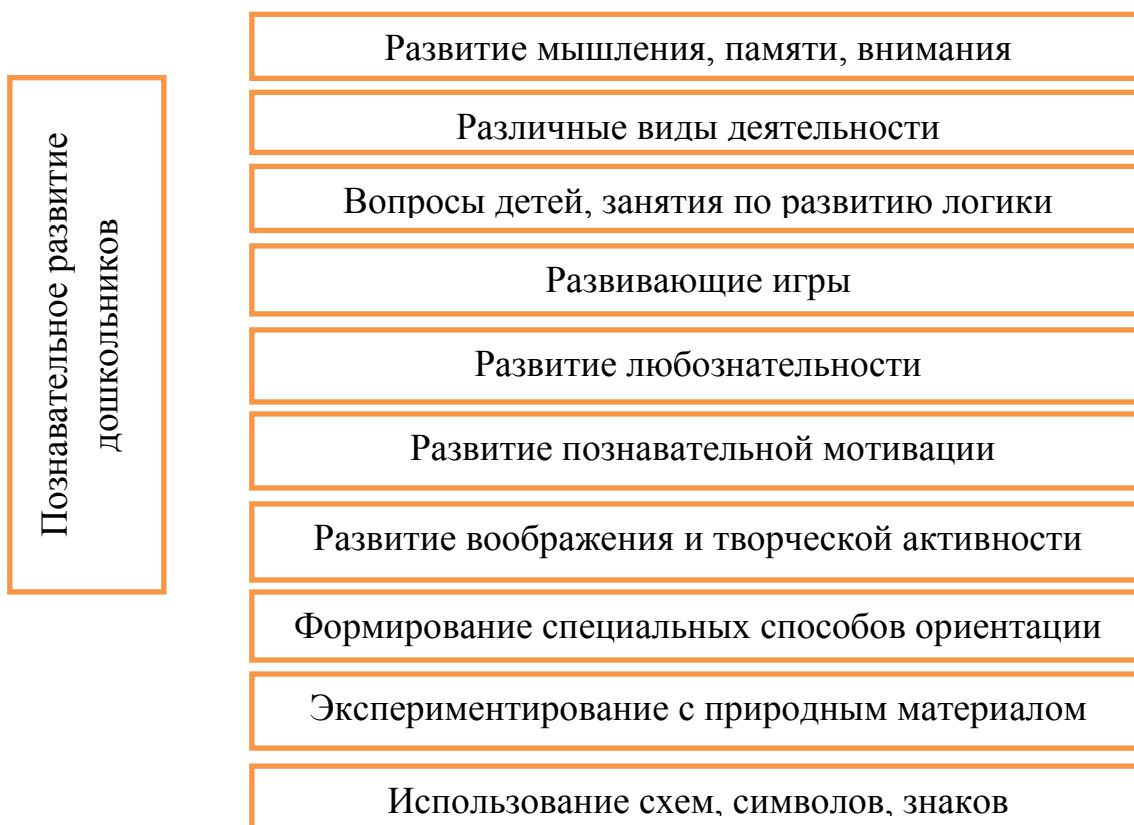 Познавательное развитие
дошкольников
Развитие мышления, памяти, внимания
Различные виды деятельности
Вопросы детей, занятия по развитию логики
Развивающие игры
Развитие любознательности
Развитие познавательной мотивации
Развитие воображения и творческой активности
Формирование специальных способов ориентации
Экспериментирование с природным материалом
Использование схем, символов, знаков